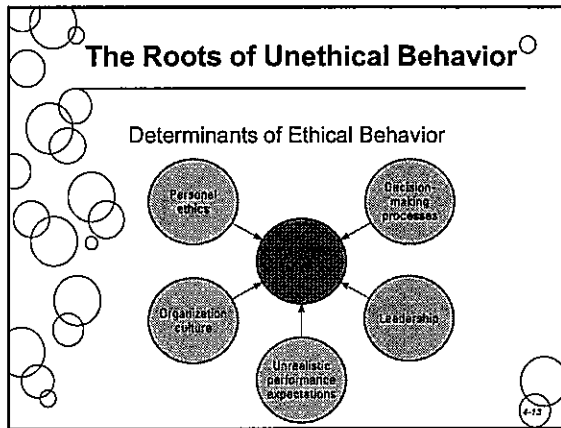 The Roots of Unethical Behavior
Determinants of Ethical Behavior
Personal
ethics
Decision-
making
processes
Organization
culture
Leadership
Unrealistic
performance
expectations
4-13